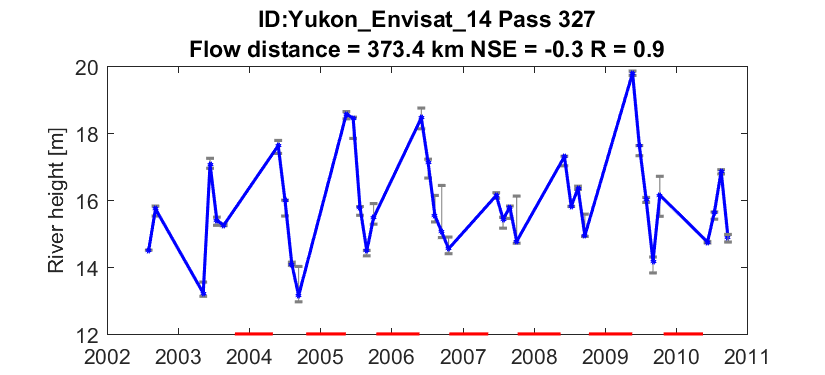 ID:Yukon_Envisat_14 Pass 327
Flow distance = 373.4 km NSE = -0.3 R = 0.9
River height [m]
20
18
16
14
12
2002 2003 2004 2005 2006 2007 2008 2009 2010 2011